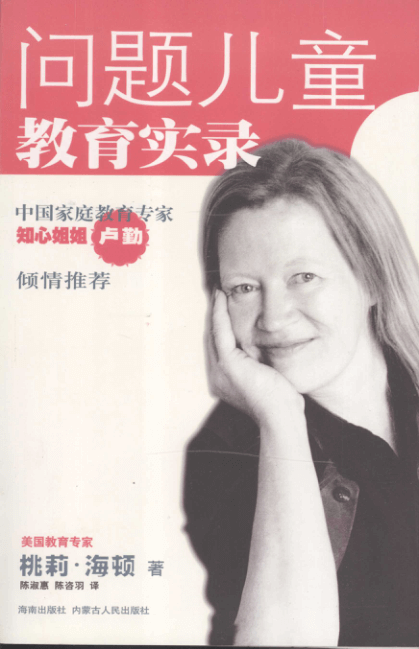 问题儿童
教育实录
中国家庭教育专家
知心姐姐 卢勤
倾情推荐
美国教育专家
桃莉·海顿 著
陈淑惠 陈咨羽 译
海南出版社 内蒙古人民出版社